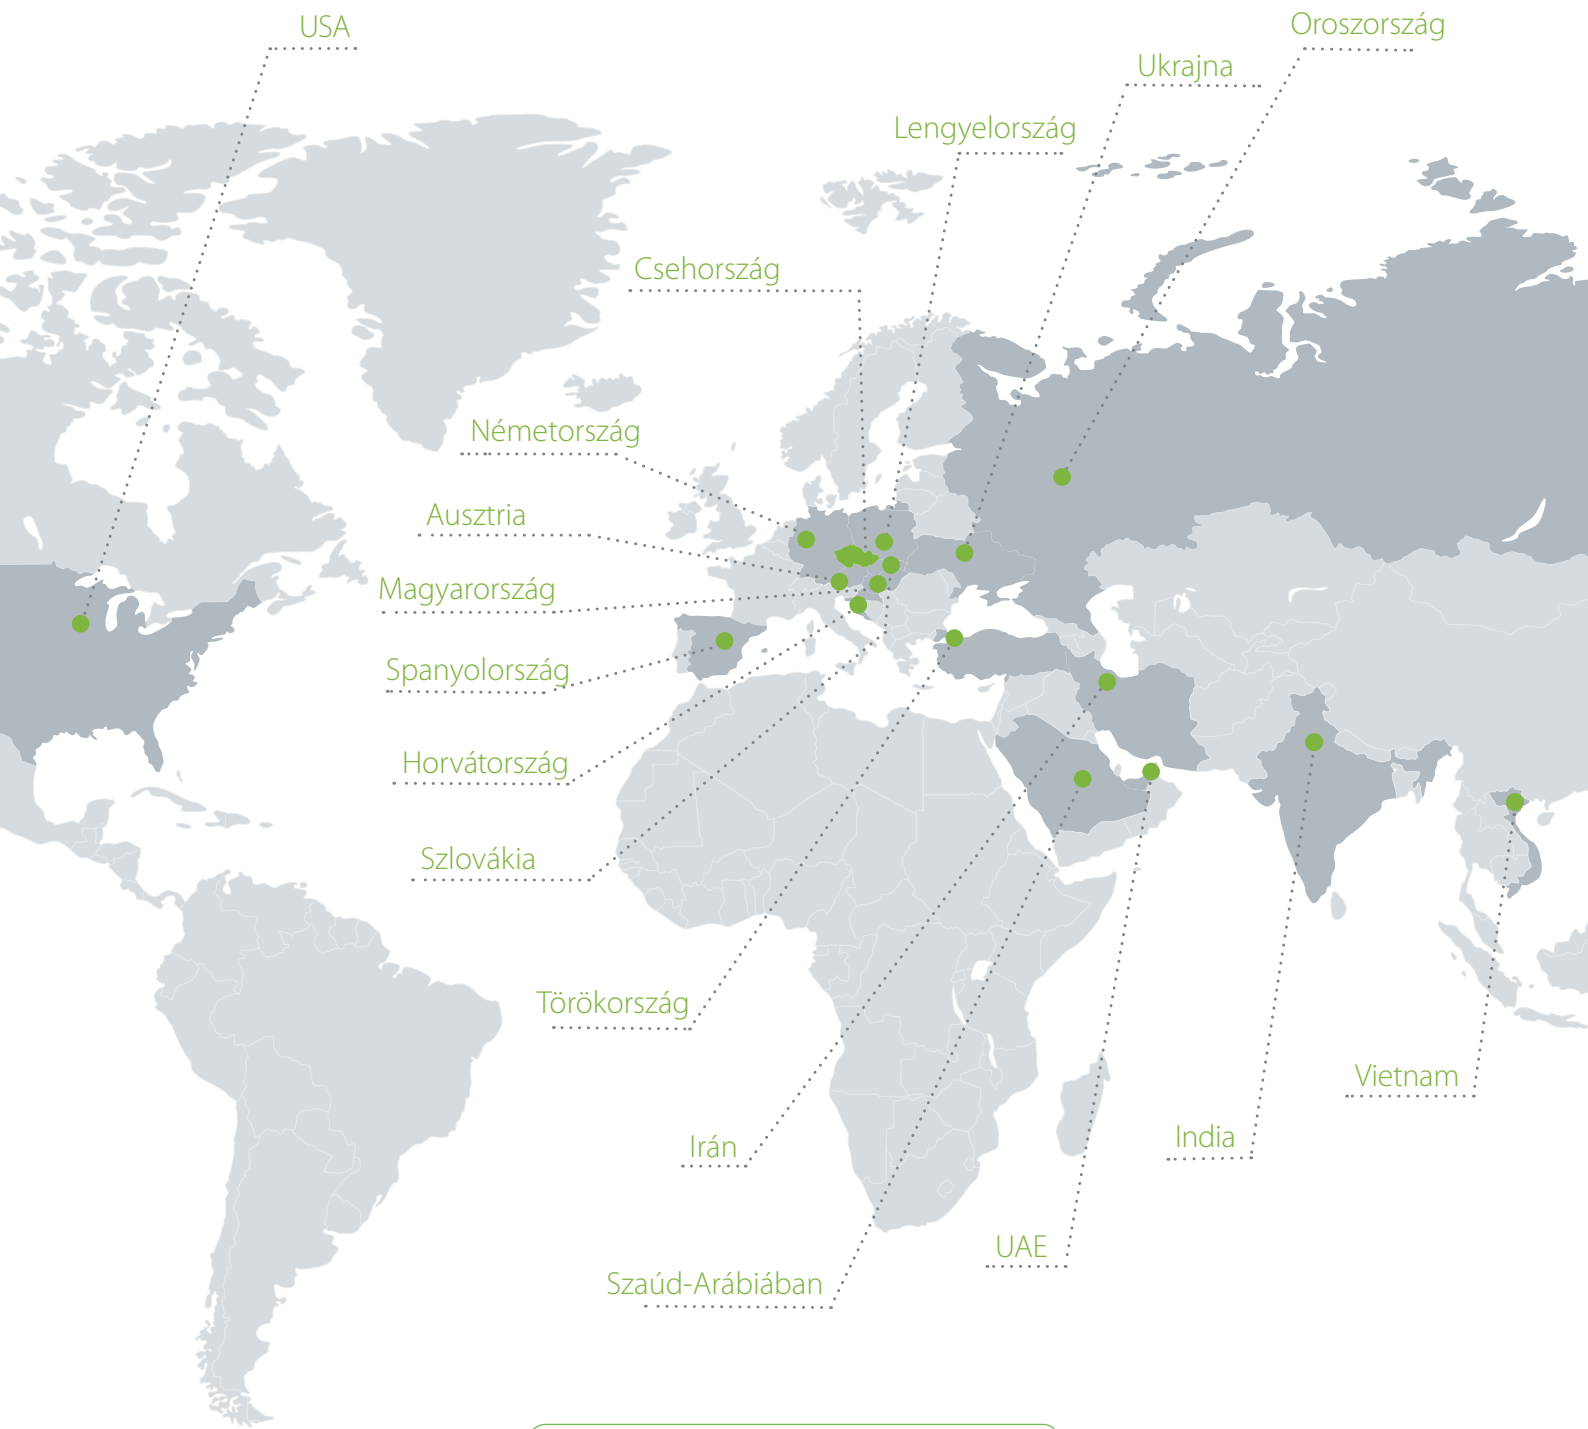 USA
Oroszország
Ukrajna
Lengyelország
Csehország
Németország
Ausztria
Magyarország
Spanyolország
Horvátország
Szlovákia
Törökország
Vietnam
India
Irán
UAE
Szaúd-Arábiában